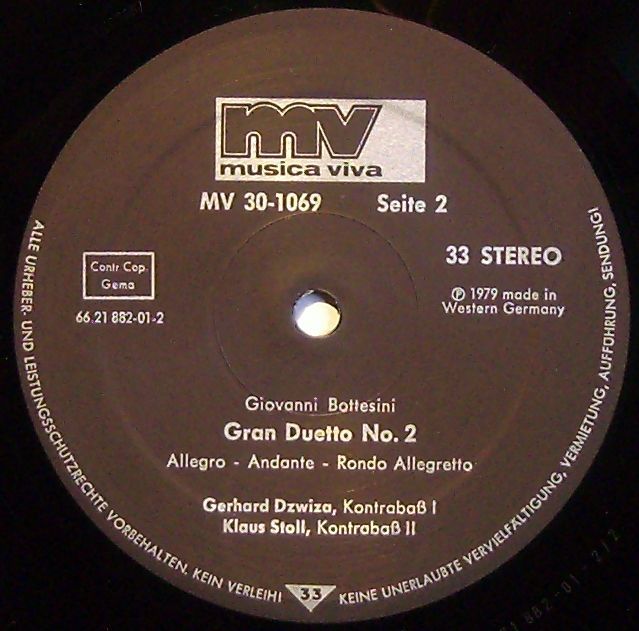 mv
musica viva
MV 30-1069 Seite 2
33 STEREO
Contr. Cop.
Gema
66.21 882-01-2
℗ 1979 made in
Western Germany
Giovanni Bottesini
Gran Duetto No. 2
Allegro - Andante - Rondo Allegretto
Gerhard Dzwiza, Kontrabaß I
Klaus Stoll, Kontrabaß II
ALLE URHEBER- UND LEISTUNGSSCHUTZRECHTE VORBEHALTEN. KEIN VERLEIH! 33 KEINE UNERLAUBTE VERVIELFÄLTIGUNG, VERMIETUNG, AUFFÜHRUNG, SENDUNG!